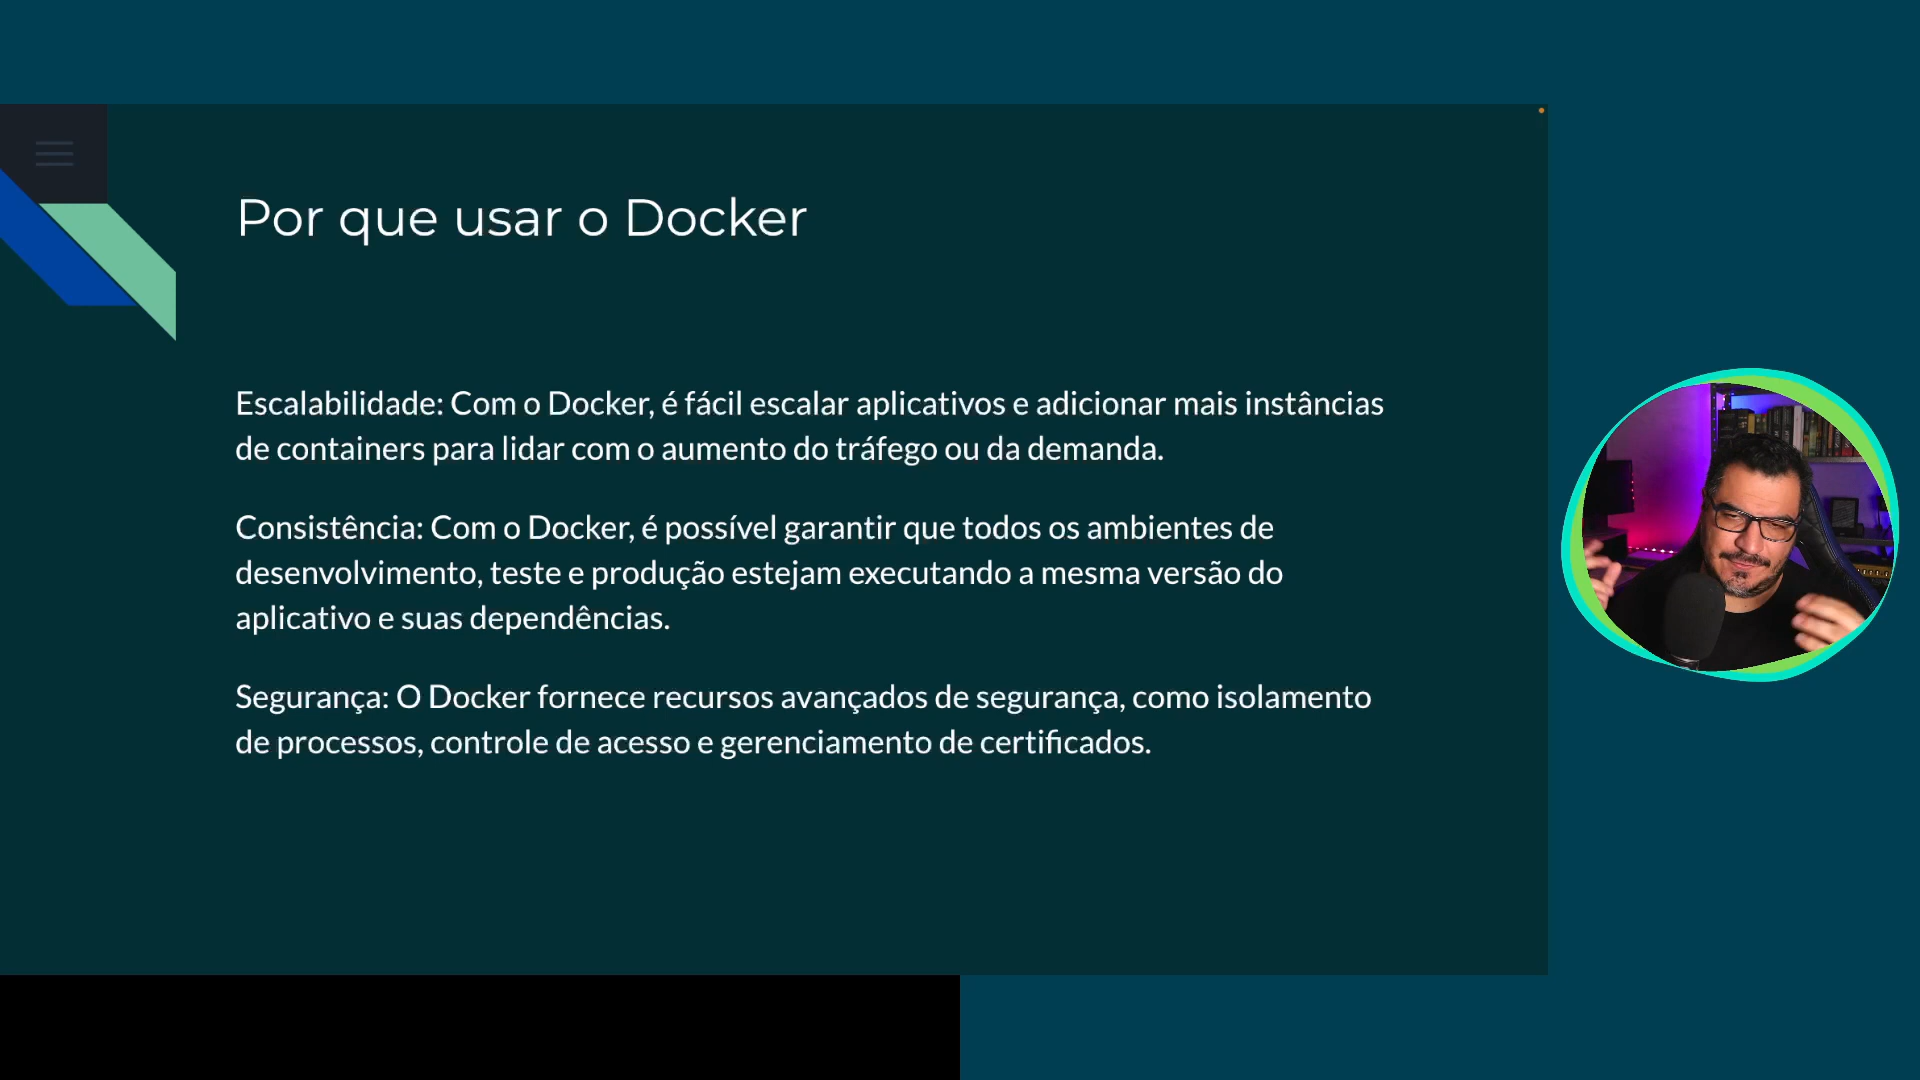 Por que usar o Docker
Escalabilidade: Com o Docker, é fácil escalar aplicativos e adicionar mais instâncias
de containers para lidar com o aumento do tráfego ou da demanda.
Consistência: Com o Docker, é possível garantir que todos os ambientes de
desenvolvimento, teste e produção estejam executando a mesma versão do
aplicativo e suas dependências.
Segurança: O Docker fornece recursos avançados de segurança, como isolamento
de processos, controle de acesso e gerenciamento de certificados.